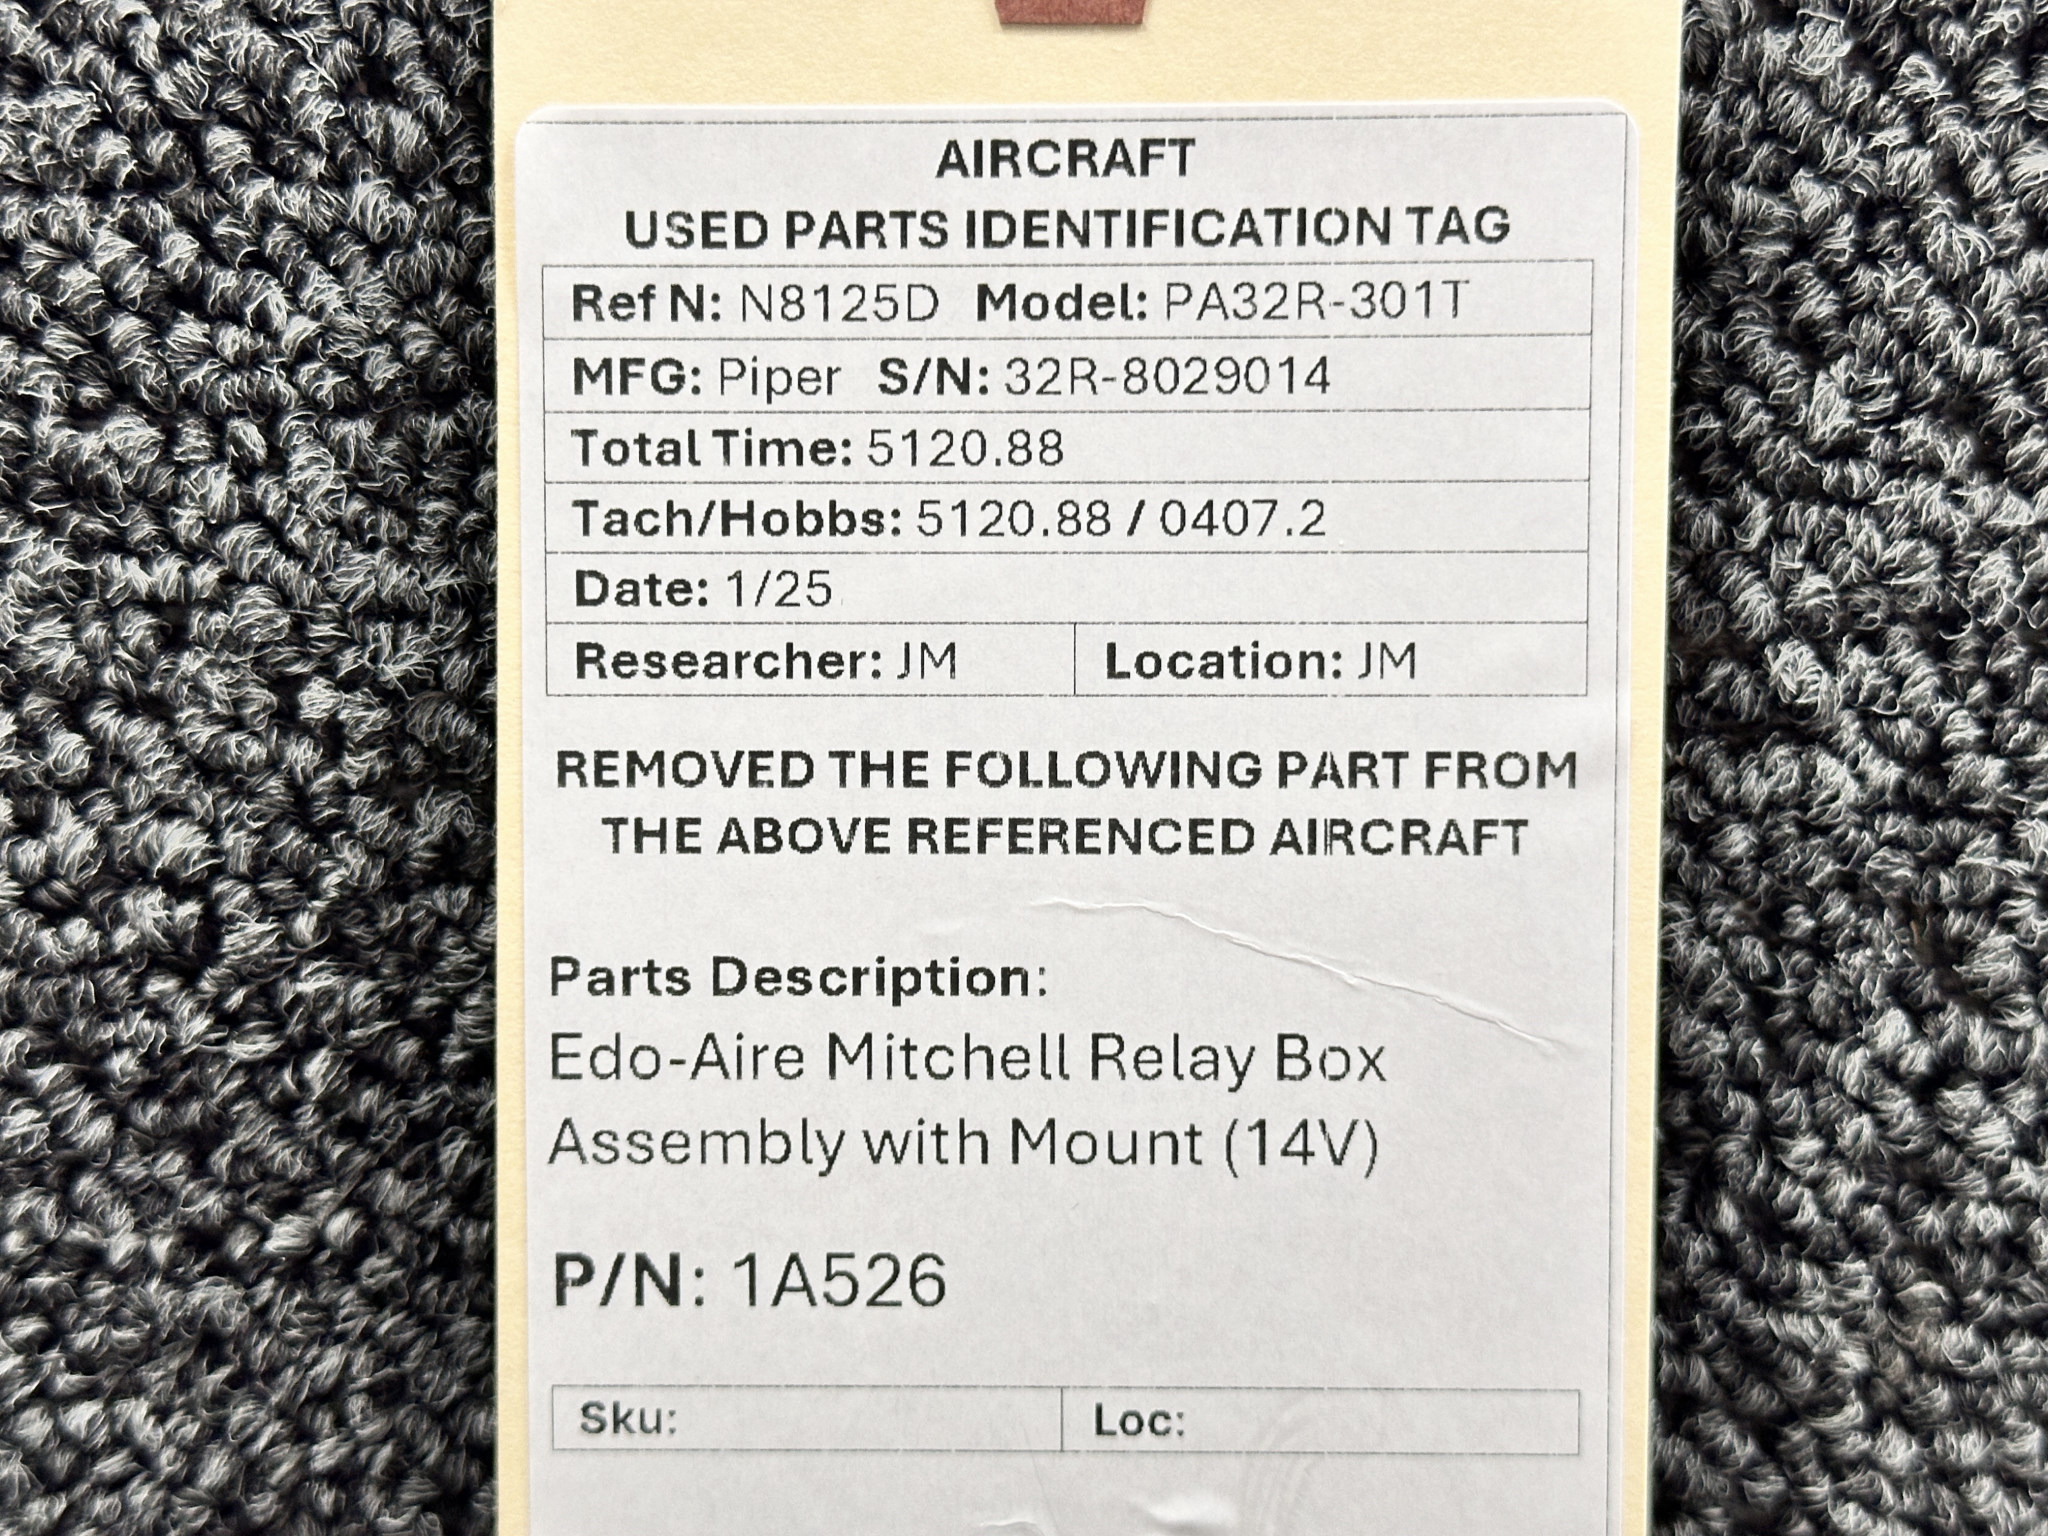 AIRCRAFT
USED PARTS IDENTIFICATION TAG
Ref N: N8125D Model: PA32R-301T
MFG: Piper S/N: 32R-8029014
Total Time: 5120.88
Tach/Hobbs: 5120.88 / 0407.2
Date: 1/25
Researcher: JM Location: JM
REMOVED THE FOLLOWING PART FROM
THE ABOVE REFERENCED AIRCRAFT
Parts Description:
Edo-Aire Mitchell Relay Box
Assembly with Mount (14V)
P/N: 1A526
Sku: Loc: